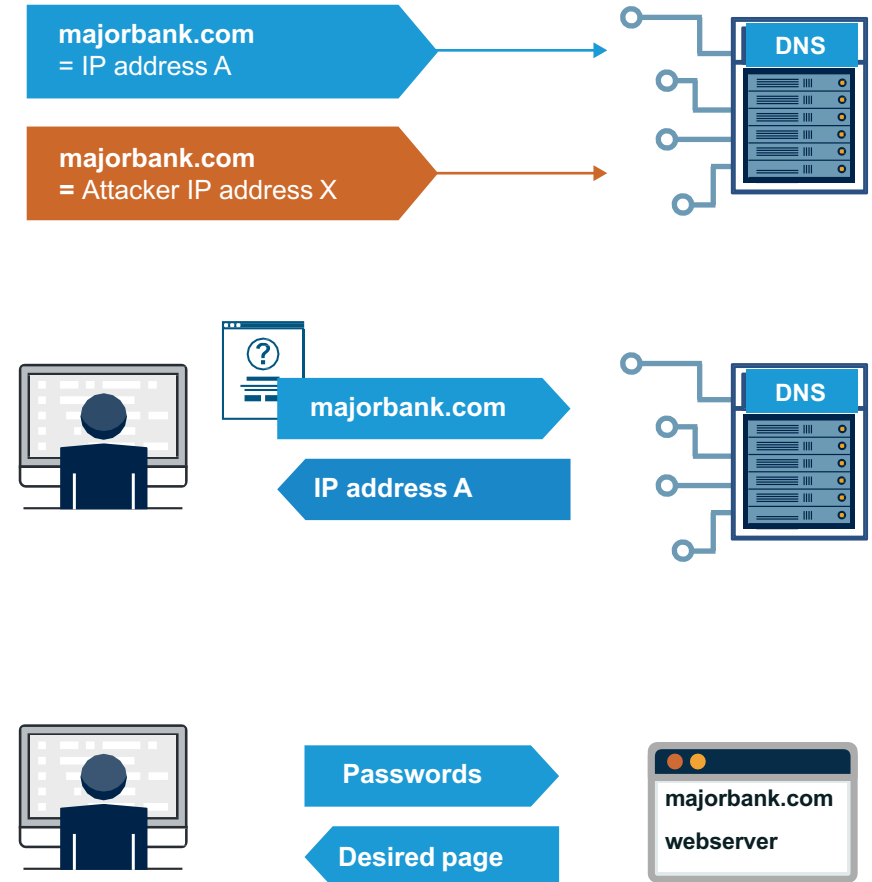 majorbank.com
= IP address A
DNS
majorbank.com
= Attacker IP address X
?
majorbank.com
DNS
IP address A
Passwords
majorbank.com
webserver
Desired page